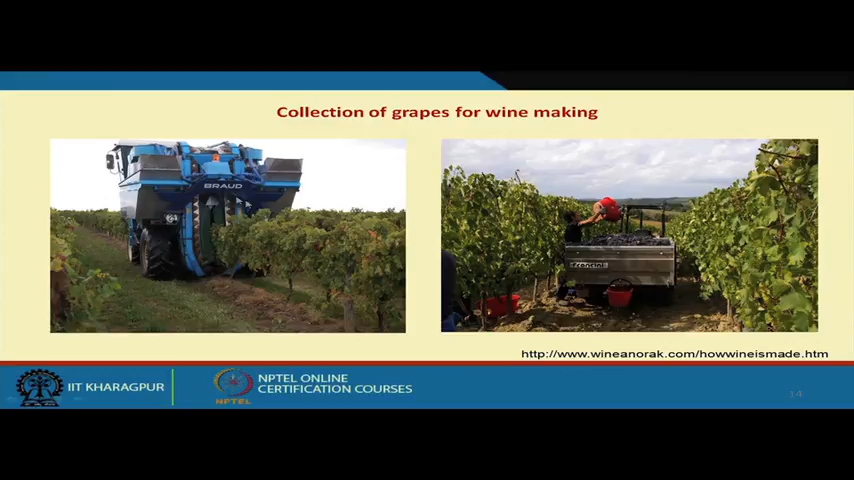 Collection of grapes for wine making
BRAUD
http://www.wineanorak.com/howwineismade.htm
IIT KHARAGPUR
NPTEL
NPTEL ONLINE
CERTIFICATION COURSES
14